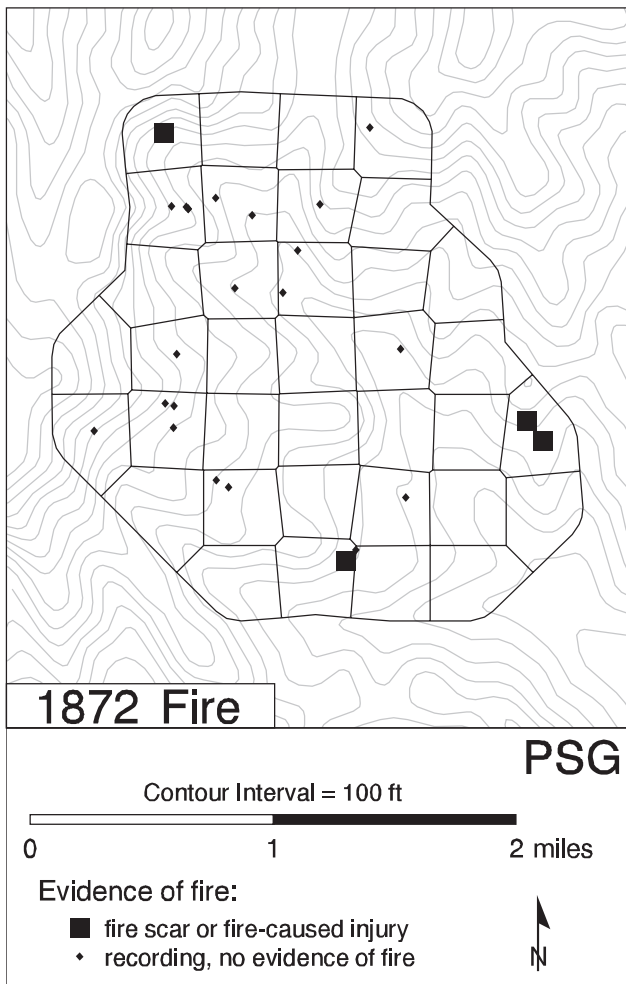 1872 Fire
PSG
Contour Interval = 100 ft
0 1 2 miles
Evidence of fire:
fire scar or fire-caused injury
recording, no evidence of fire
N